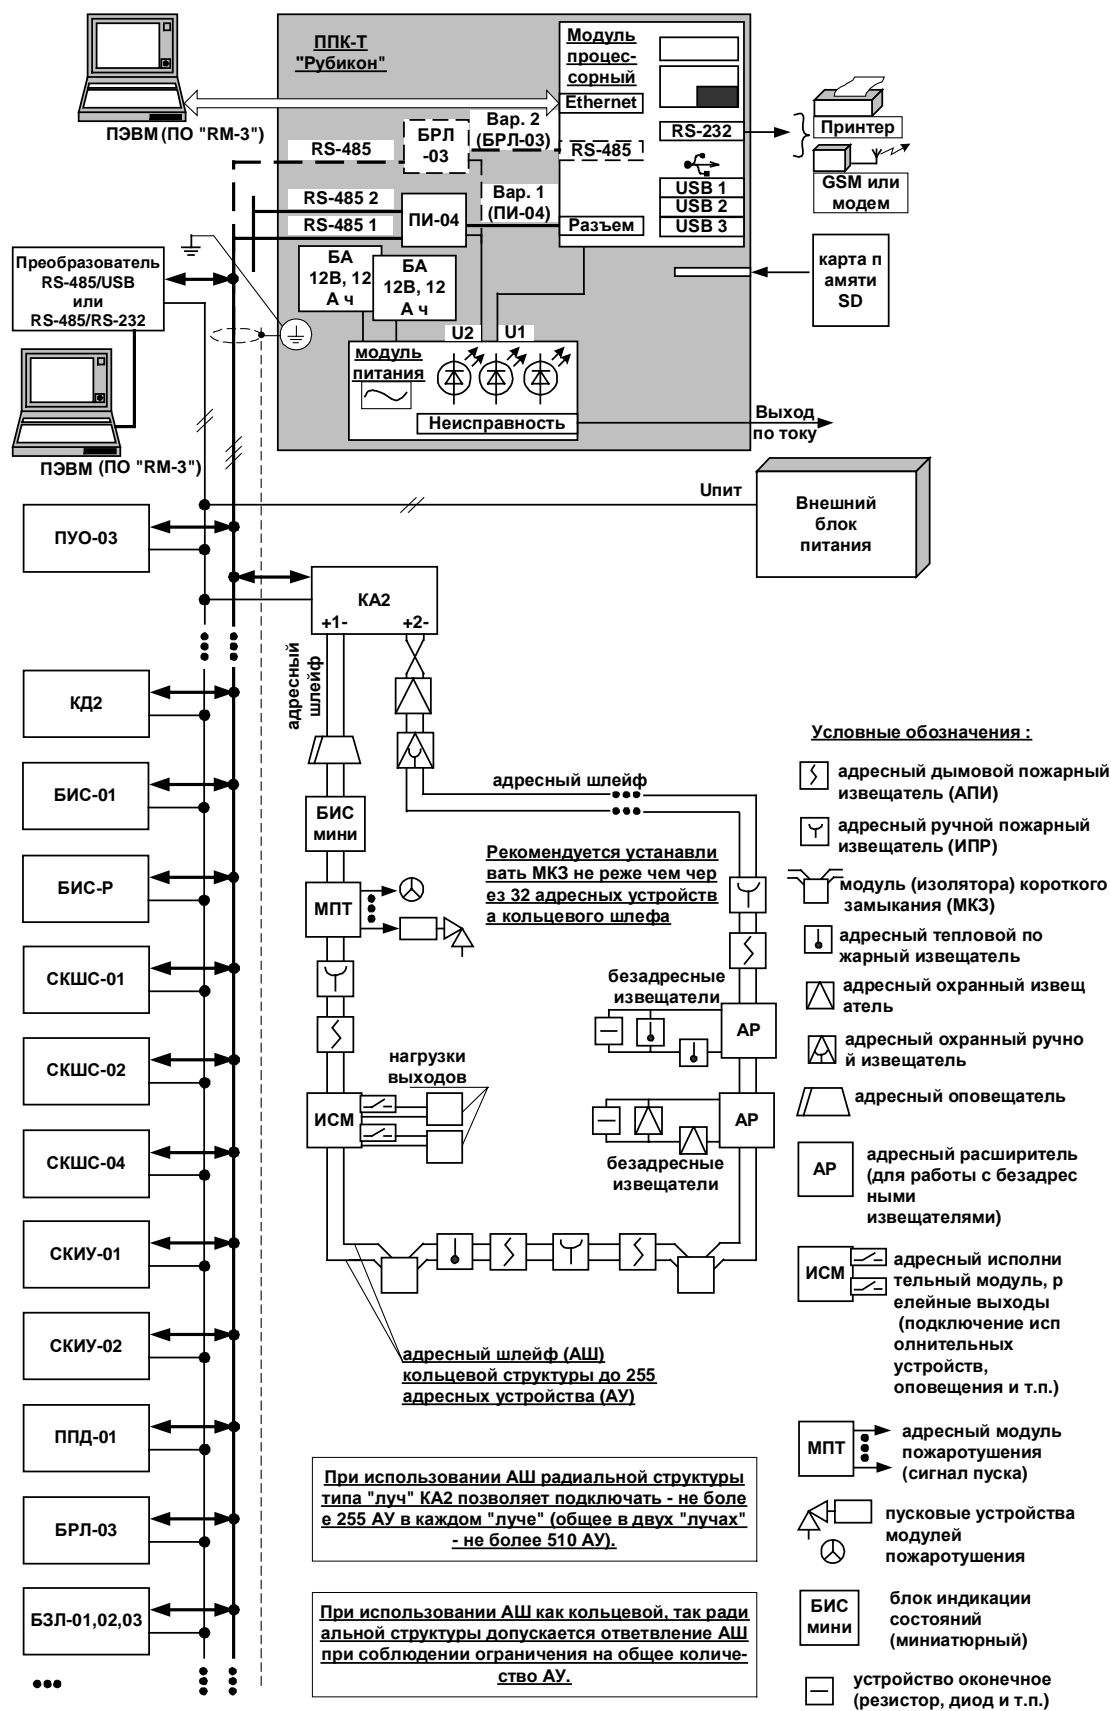 ППК-Т
"Рубикон"
Модуль
процес-
сорный
Ethernet
ПЭВМ (ПО "RM-3")
Вар. 2
(БРЛ-03)
БРЛ
-03
RS-485
RS-485
RS-232
Принтер
GSM или
модем
USB 1
USB 2
USB 3
RS-485 2
RS-485 1
ПИ-04
Вар. 1
(ПИ-04)
Разъем
БА
12В, 12
А ч
БА
12В, 12
А ч
карта п
амяти
SD
Преобразователь
RS-485/USB
или
RS-485/RS-232
U2
U1
модуль
питания
Неисправность
Выход
по току
ПЭВМ (ПО "RM-3")
Uпит
Внешний
блок
питания
ПУО-03
КА2
+1-
+2-
адресный
шлейф
КД2
БИС-01
БИС-Р
СКШС-01
СКШС-02
СКШС-04
СКИУ-01
СКИУ-02
ППД-01
БРЛ-03
БЗЛ-01,02,03
адресный шлейф
БИС
мини
МПТ
Рекомендуется устанавли
вать МКЗ не реже чем чер
ез 32 адресных устройств
а кольцевого шлефа
безадресные
извещатели
АР
нагрузки
выходов
ИСМ
АР
безадресные
извещатели
адресный шлейф (АШ)
кольцевой структуры до 255
адресных устройства (АУ)
При использовании АШ радиальной структуры
типа "луч" КА2 позволяет подключать - не боле
е 255 АУ в каждом "луче" (общее в двух "лучах"
- не более 510 АУ).
При использовании АШ как кольцевой, так ради
альной структуры допускается ответвление АШ
при соблюдении ограничения на общее количе-
ство АУ.
Условные обозначения :
адресный дымовой пожарный
извещатель (АПИ)
адресный ручной пожарный
извещатель (ИПР)
модуль (изолятора) короткого
замыкания (МКЗ)
адресный тепловой по
жарный извещатель
адресный охранный извещ
атель
адресный охранный ручно
й извещатель
адресный оповещатель
АР
адресный расширитель
(для работы с безадрес
ными
извещателями)
ИСМ
адресный исполни
тельный модуль, р
елейные выходы
(подключение исп
олнительных
устройств,
оповещения и т.п.)
МПТ
адресный модуль
пожаротушения
(сигнал пуска)
пусковые устройства
модулей
пожаротушения
БИС
мини
блок индикации
состояний
(миниатюрный)
устройство оконечное
(резистор, диод и т.п.)